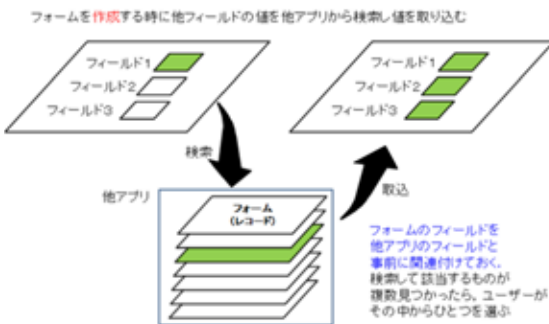 フォームを作成する時に他フィールドの値を他アプリから検索し値を取り込む
フィールド1
フィールド2
フィールド3
フィールド1
フィールド2
フィールド3
検索
取込
他アプリ
フォーム
(レコード)
フォームのフィールドを
他アプリのフィールドと
事前に関連付けておく。
検索して該当するものが
複数見つかったら、ユーザーが
その中からひとつを選ぶ